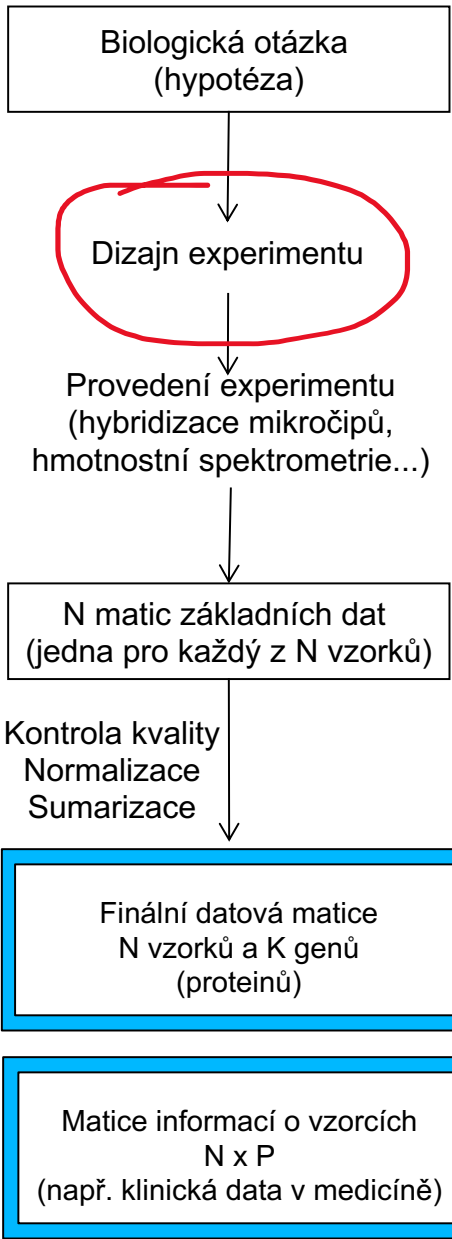 Biologická otázka
(hypotéza)
Dizajn experimentu
Provedení experimentu
(hybridizace mikročipů,
hmotnostní spektrometrie...)
N matic základních dat
(jedna pro každý z N vzorků)
Kontrola kvality
Normalizace
Sumarizace
Finální datová matice
N vzorků a K genů
(proteinů)
Matice informací o vzorcích
N x P
(např. klinická data v medicíně)